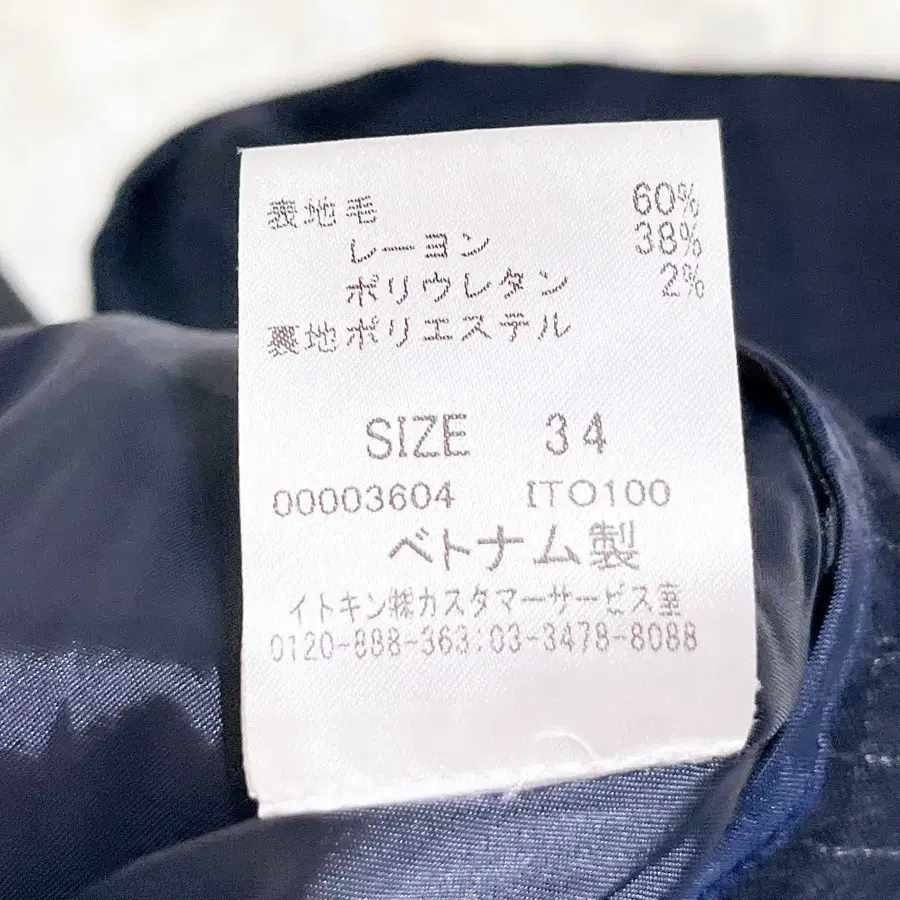 表地毛 60%
レーヨン 38%
ポリウレタン 2%
裏地ポリエステル
SIZE 34
00003604 ITO100
ベトナム製
イトキン㈱カスタマーサービス室
0120-888-363:03-3478-8088